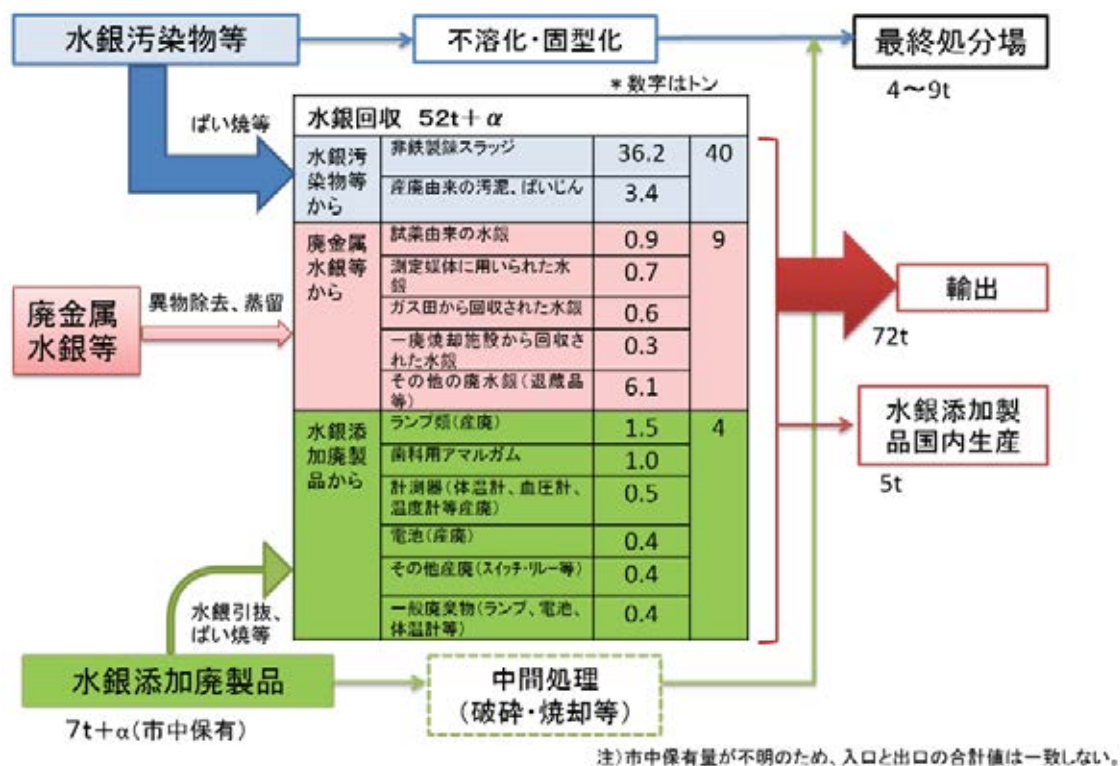 水銀汚染物等
不溶化・固型化
最終処分場
4～9t
＊数字はトン
ばい焼等
水銀回収 52t＋α
水銀汚
染物等
から
非鉄製錬スラッジ
36.2
40
産廃由来の汚泥、ばいじん
3.4
廃金属
水銀等
から
試薬由来の水銀
0.9
9
測定媒体に用いられた水
銀
0.7
ガス田から回収された水銀
0.6
一廃焼却施設から回収さ
れた水銀
0.3
その他の廃水銀（退蔵品
等）
6.1
水銀添
加廃製
品から
ランプ類（産廃）
1.5
4
歯科用アマルガム
1.0
計測器（体温計、血圧計、
温度計等産廃）
0.5
電池（産廃）
0.4
その他産廃（スイッチ・リレー等）
0.4
一般廃棄物（ランプ、電池、
体温計等）
0.4
廃金属
水銀等
異物除去、蒸留
輸出
72t
水銀添加製
品国内生産
5t
水銀引抜、
ばい焼等
水銀添加廃製品
7t＋α（市中保有）
中間処理
（破砕・焼却等）
注）市中保有量が不明のため、入口と出口の合計値は一致しない。